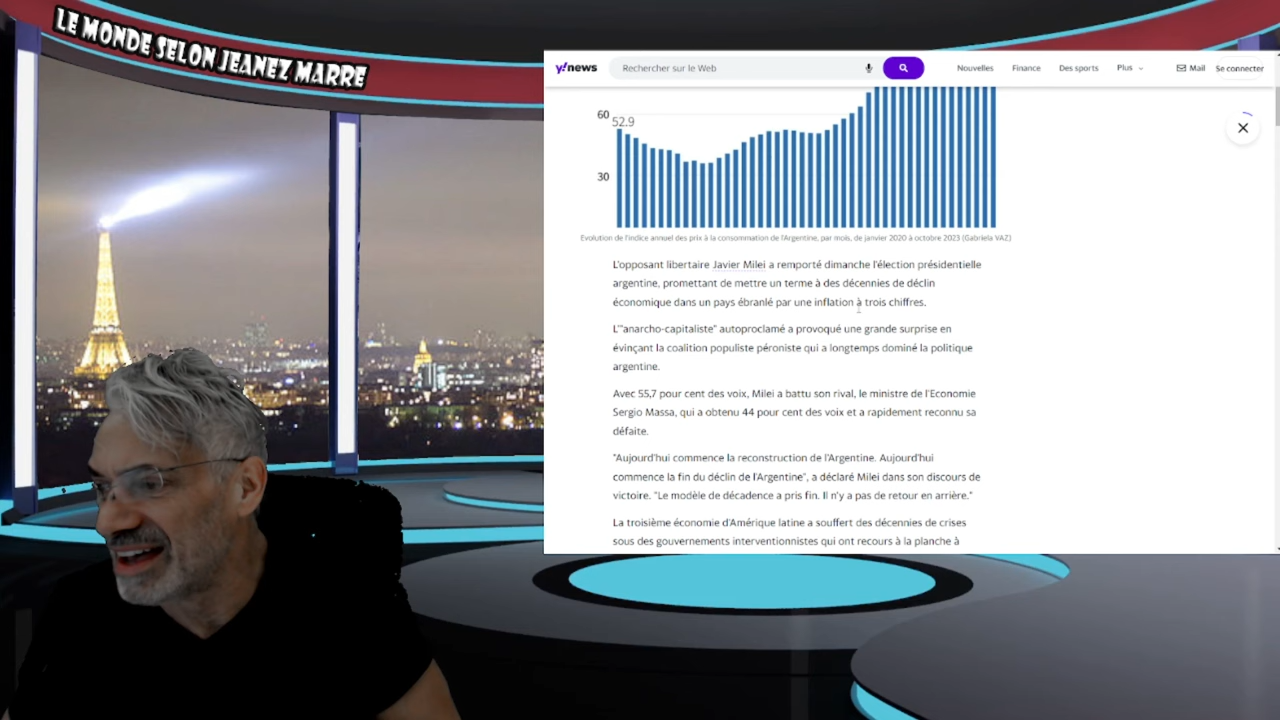 LE MONDE SELON JEANEZ MARRE
y!news
Rechercher sur le Web
Nouvelles
Finance
Des sports
Plus
Mail
Se connecter
60
52.9
30
Evolution de l'indice annuel des prix à la consommation de l'Argentine, par mois, de janvier 2020 à octobre 2023 (Gabriela VAZ)
L'opposant libertaire Javier Milei a remporté dimanche l'élection présidentielle
argentine, promettant de mettre un terme à des décennies de déclin
économique dans un pays ébranlé par une inflation à trois chiffres.
L'"anarcho-capitaliste" autoproclamé a provoqué une grande surprise en
évinçant la coalition populiste péroniste qui a longtemps dominé la politique
argentine.
Avec 55,7 pour cent des voix, Milei a battu son rival, le ministre de l'Economie
Sergio Massa, qui a obtenu 44 pour cent des voix et a rapidement reconnu sa
défaite.
"Aujourd'hui commence la reconstruction de l'Argentine. Aujourd'hui
commence la fin du déclin de l'Argentine", a déclaré Milei dans son discours de
victoire. "Le modèle de décadence a pris fin. Il n'y a pas de retour en arrière."
La troisième économie d'Amérique latine a souffert des décennies de crises
sous des gouvernements interventionnistes qui ont recours à la planche à